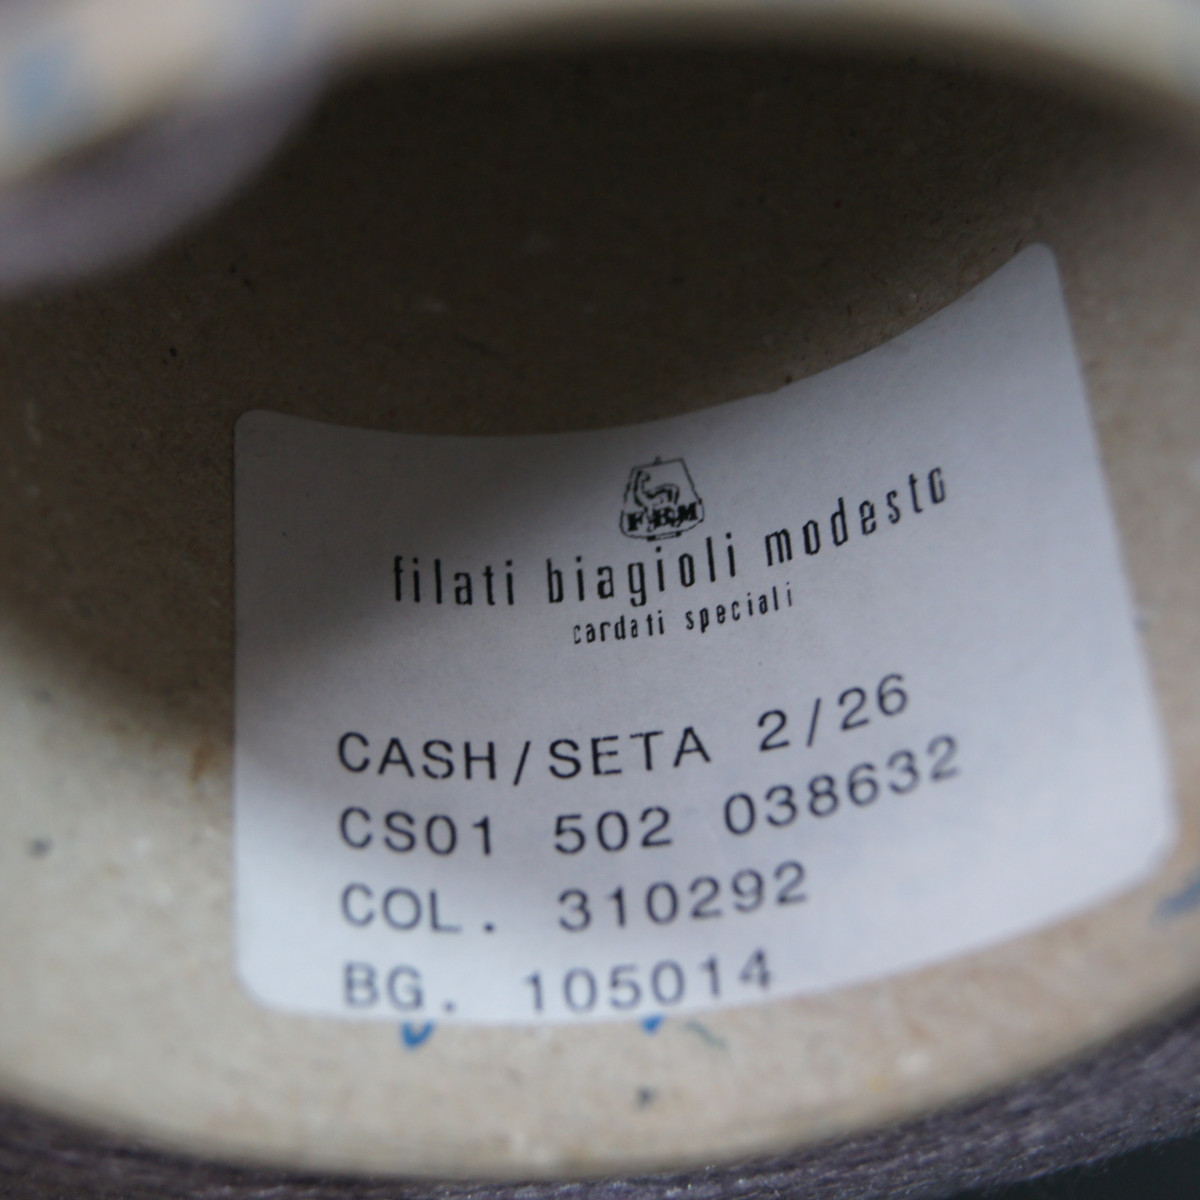 FBM
filati biagioli modesto
cardati speciali
CASH/SETA 2/26
CS01 502 038632
COL. 310292
BG. 105014